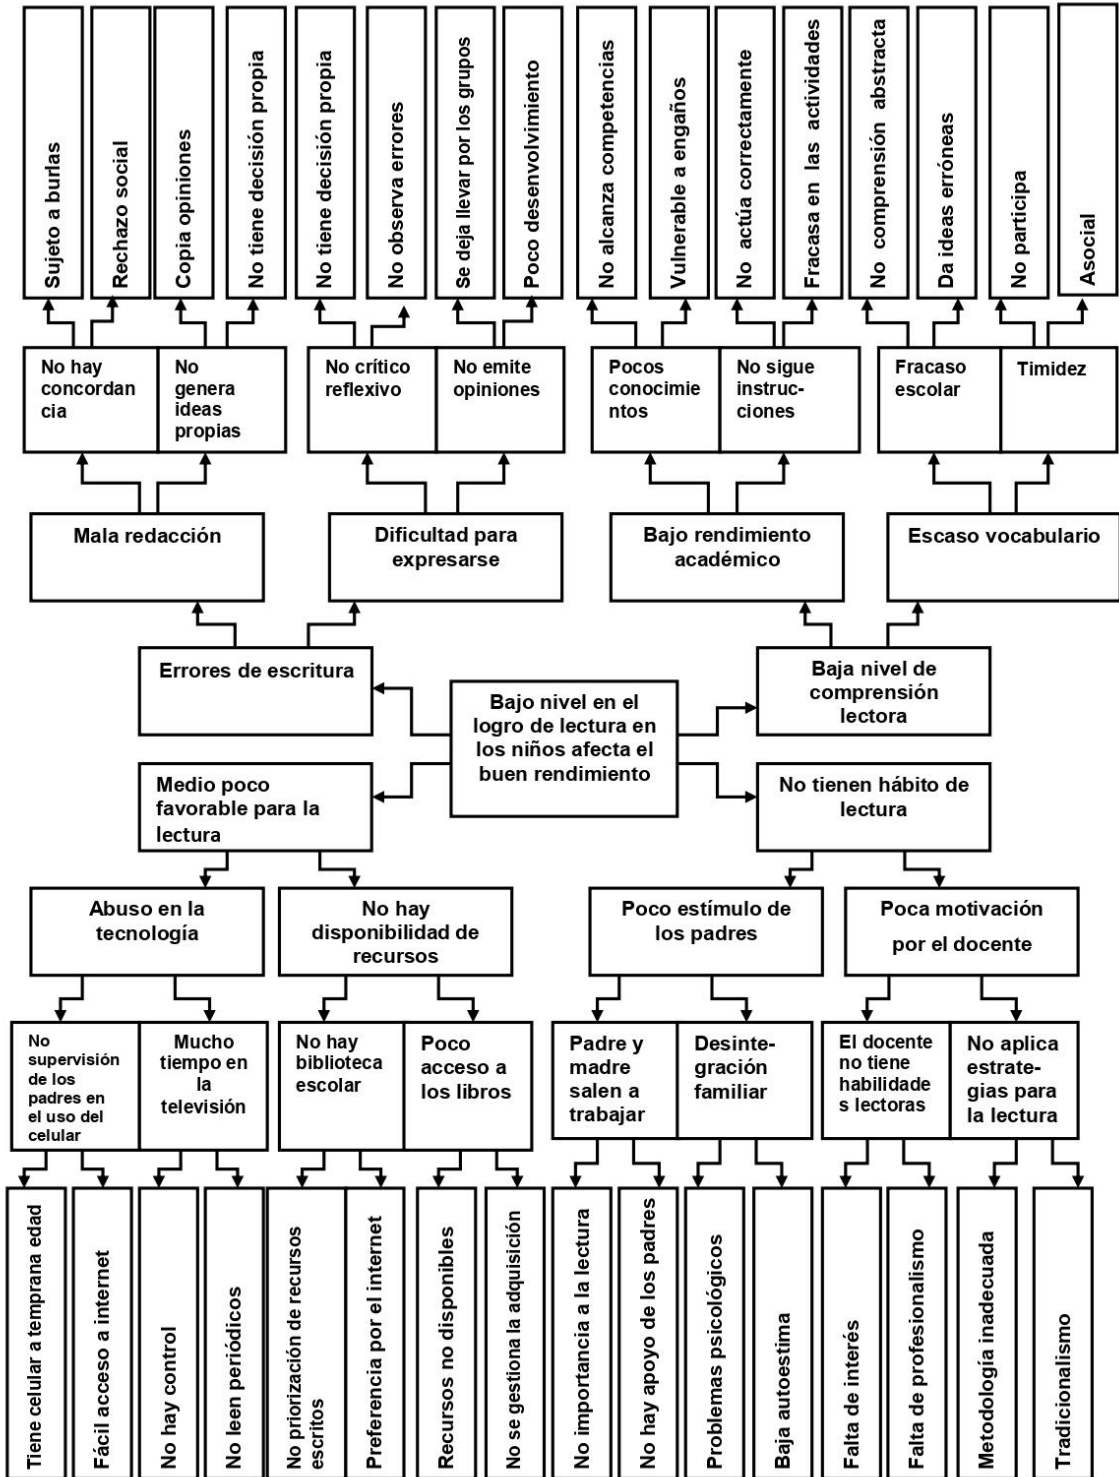 Sujeto a burlas
Rechazo social
Copia opiniones
No tiene decisión propia
No tiene decisión propia
No observa errores
Se deja llevar por los grupos
Poco desenvolvimiento
No alcanza competencias
Vulnerable a engaños
No actúa correctamente
Fracasa en las actividades
No comprensión abstracta
Da ideas erróneas
No participa
Asocial
No hay
concordan
cia
No
genera
ideas
propias
No crítico
reflexivo
No emite
opiniones
Pocos
conocimie
ntos
No sigue
instruc-
ciones
Fracaso
escolar
Timidez
Mala redacción
Dificultad para
expresarse
Bajo rendimiento
académico
Escaso vocabulario
Errores de escritura
Bajo nivel en el
logro de lectura en
los niños afecta el
buen rendimiento
Baja nivel de
comprensión
lectora
Medio poco
favorable para la
lectura
No tienen hábito de
lectura
Abuso en la
tecnología
No hay
disponibilidad de
recursos
Poco estímulo de
los padres
Poca motivación
por el docente
No
supervisión
de los
padres en
el uso del
celular
Mucho
tiempo en
la
televisión
No hay
biblioteca
escolar
Poco
acceso a
los libros
Padre y
madre
salen a
trabajar
Desinte-
gración
familiar
El docente
no tiene
habilidade
s lectoras
No aplica
estrate-
gias para
la lectura
Tiene celular a temprana edad
Fácil acceso a internet
No hay control
No leen periódicos
No priorización de recursos
escritos
Preferencia por el internet
Recursos no disponibles
No se gestiona la adquisición
No importancia a la lectura
No hay apoyo de los padres
Problemas psicológicos
Baja autoestima
Falta de interés
Falta de profesionalismo
Metodología inadecuada
Tradicionalismo